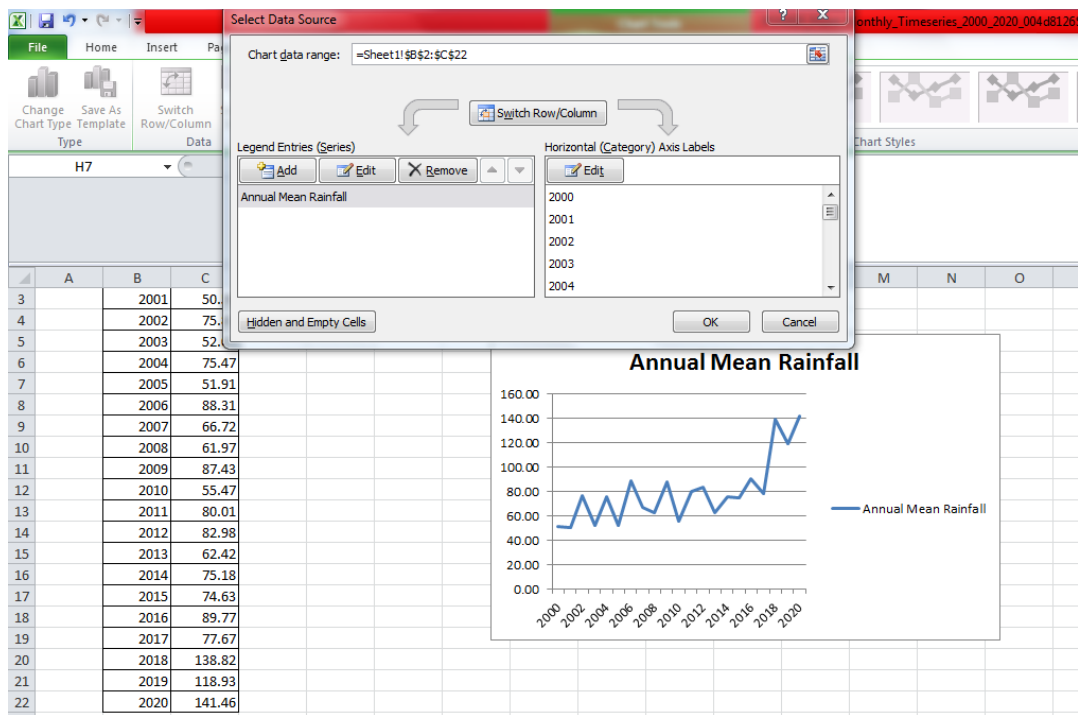 Select Data Source
onthly_Timeseries_2000_2020_004d8126
File Home Insert Pa
Change Chart Type
Save As Template
Switch Row/Column
Type
Data
Chart Styles
Chart data range: =Sheet1!$B$2:$C$22
Switch Row/Column
Legend Entries (Series)
Add Edit Remove
Annual Mean Rainfall
Horizontal (Category) Axis Labels
Edit
2000
2001
2002
2003
2004
Hidden and Empty Cells
OK Cancel
H7
A B C M N O
3 2001 50.
4 2002 75.
5 2003 52.
6 2004 75.47
7 2005 51.91
8 2006 88.31
9 2007 66.72
10 2008 61.97
11 2009 87.43
12 2010 55.47
13 2011 80.01
14 2012 82.98
15 2013 62.42
16 2014 75.18
17 2015 74.63
18 2016 89.77
19 2017 77.67
20 2018 138.82
21 2019 118.93
22 2020 141.46
Annual Mean Rainfall
160.00
140.00
120.00
100.00
80.00
60.00
40.00
20.00
0.00
2000 2002 2004 2006 2008 2010 2012 2014 2016 2018 2020
Annual Mean Rainfall